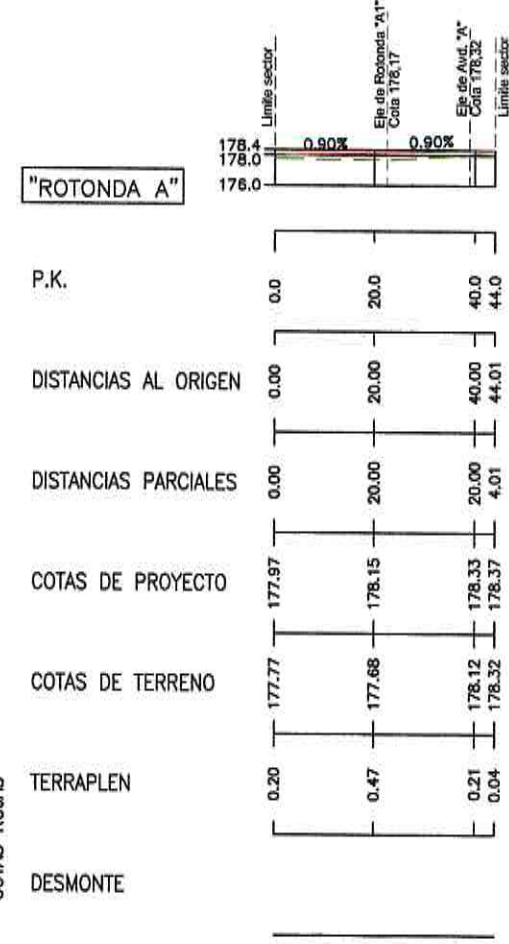 Limite sector
Eje de Rotonda "A1"
Cota 178,17
Eje de Avd. "A"
Cota 178,32
Limite sector
178.4
178.0
176.0
0.90% 0.90%
"ROTONDA A"
P.K. 0.0 20.0 40.0 44.0
DISTANCIAS AL ORIGEN 0.00 20.00 40.00 44.01
DISTANCIAS PARCIALES 0.00 20.00 20.00 4.01
COTAS DE PROYECTO 177.97 178.15 178.33 178.37
COTAS DE TERRENO 177.77 177.68 178.12 178.32
TERRAPLEN 0.20 0.47 0.21 0.04
DESMONTE